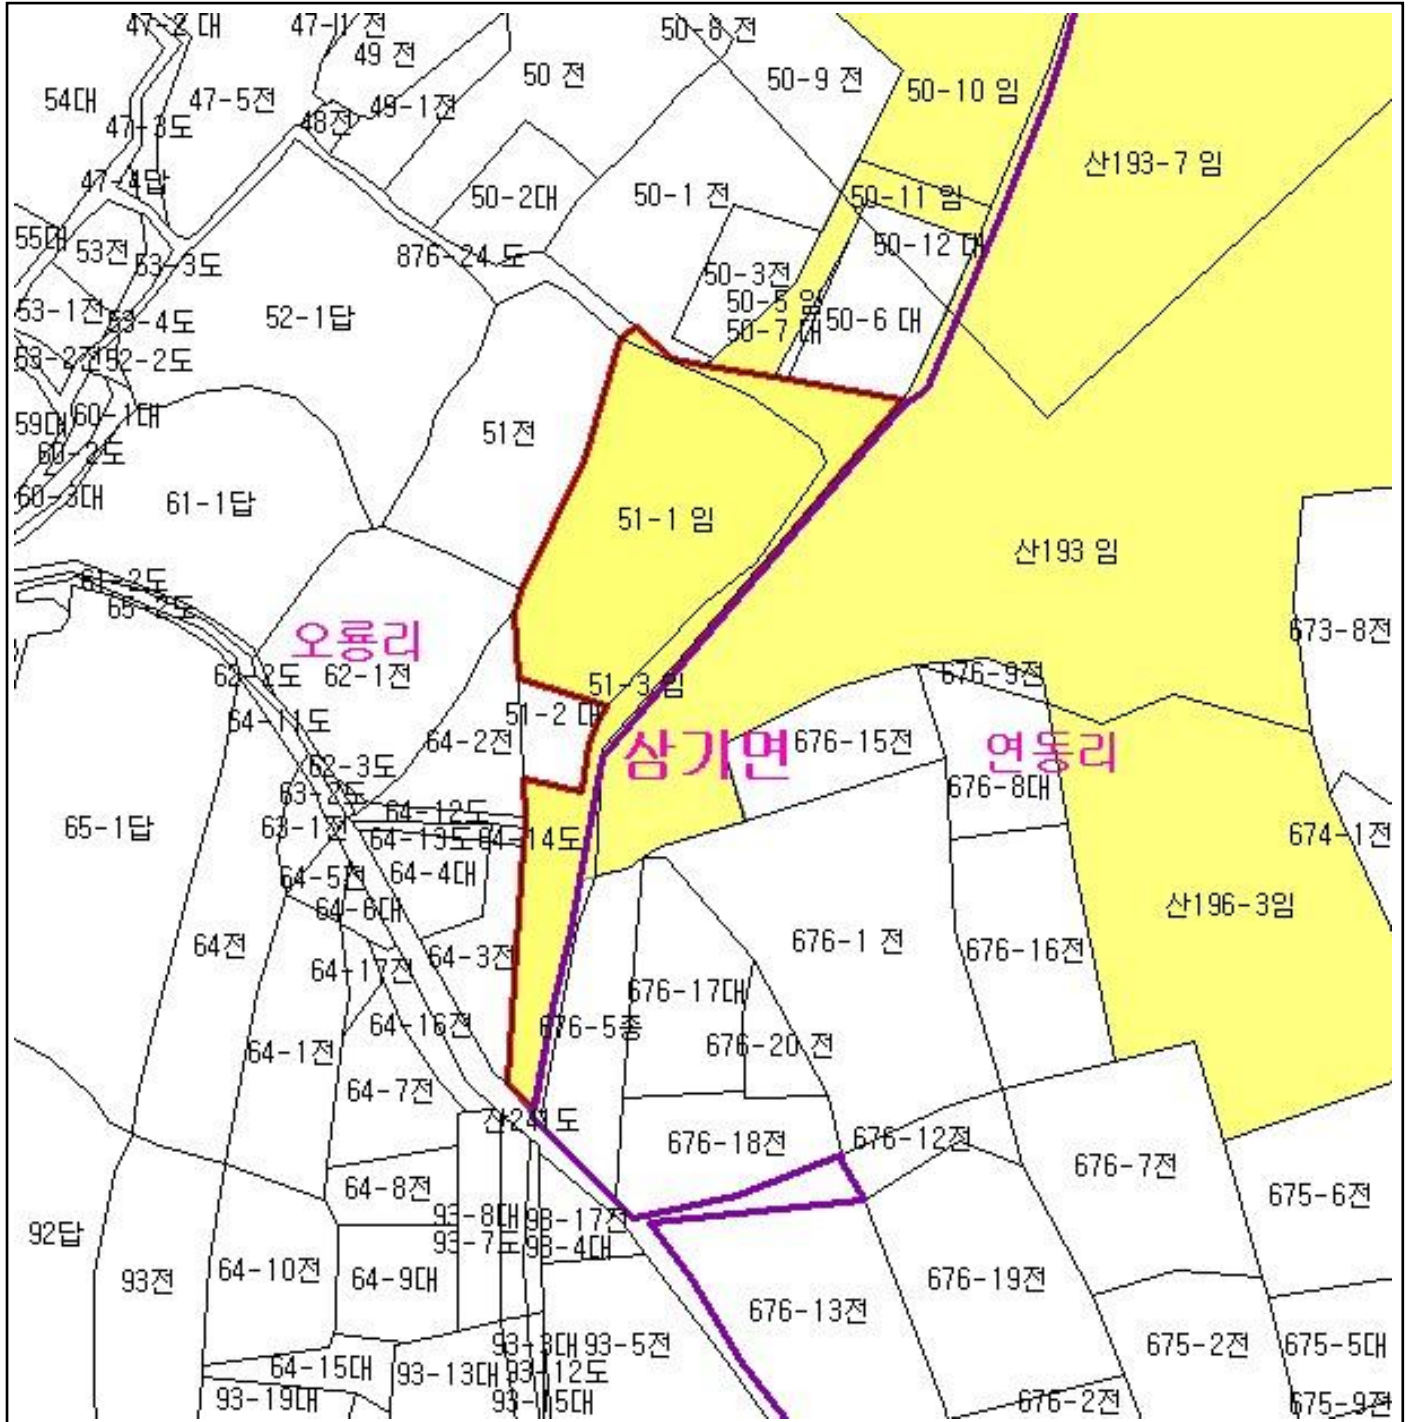 47-2 대
47-1 전
50-8 전
49 전
50 전
50-9 전
54대
47-5전
49-1전
50-10 임
47-3도
48전
산193-7 임
47-4답
50-2대
50-1 전
50-11 임
55대
53전
53-3도
876-24 도
50-12 대
50-3전
53-1전
53-4도
52-1답
50-5 임
50-7 대
50-6 대
53-2전
52-2도
59대
60-1대
51전
60-2도
60-3대
61-1답
51-1 임
산193 임
61-2도
65-2도
오룡리
673-8전
62-2도
62-1전
51-3 임
676-9전
64-11도
51-2 대
64-2전
삼기면
676-15전
연동리
62-3도
63-2도
676-8대
65-1답
63-1전
64-12도
64-13도
64-14도
674-1전
64-5전
64-4대
64-6대
산196-3임
64전
64-17전
64-3전
676-1 전
676-16전
676-17대
64-16전
676-5종
676-20 전
64-1전
64-7전
산241도
676-18전
676-12전
676-7전
64-8전
675-6전
92답
93-8대
93-17전
93-7도
93-4대
93전
64-10전
64-9대
676-19전
676-13전
93-3대
93-5전
675-2전
675-5대
64-15대
93-13대
93-12도
93-19대
93-15대
676-2전
675-9전